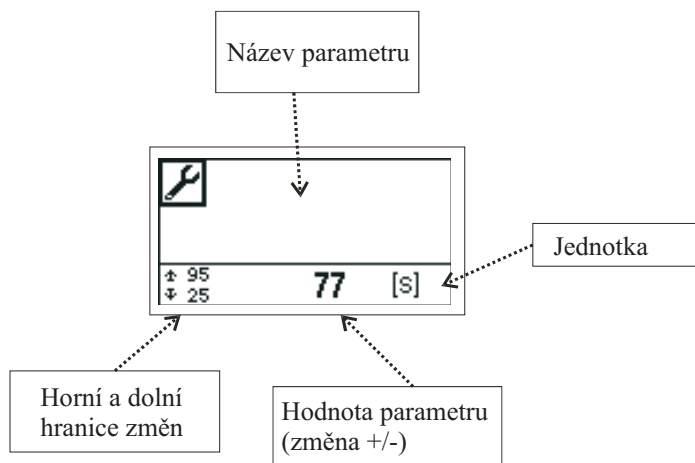 Název parametru
95
25
77
[S]
Jednotka
Horní a dolní
hranice změn
Hodnota parametru
(změna +/-)